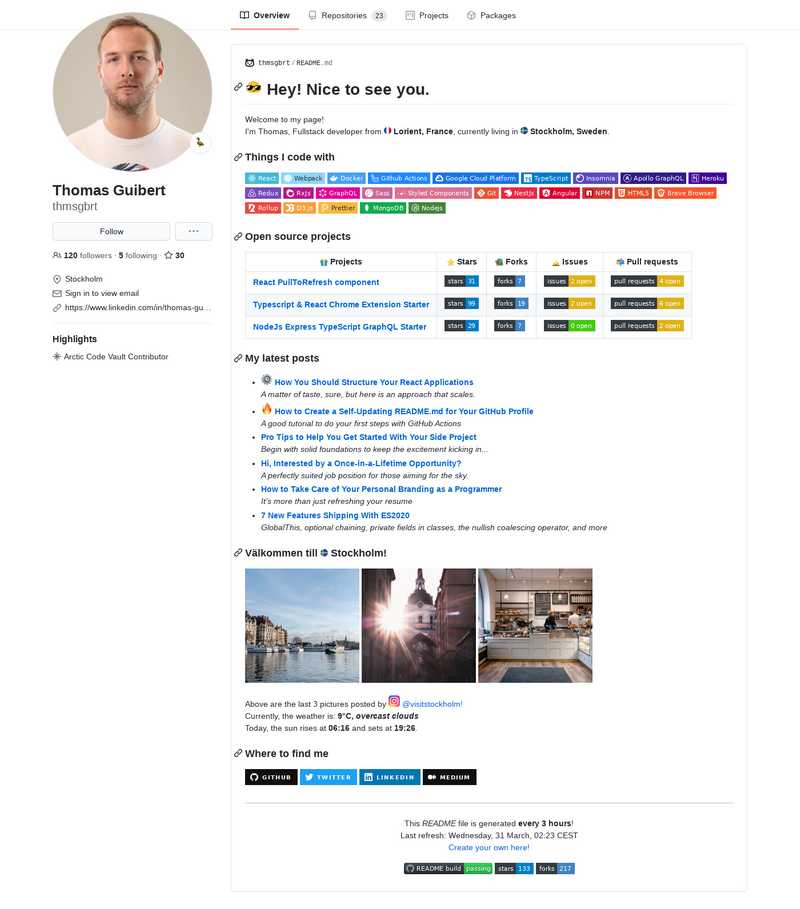 Overview
Repositories 23
Projects
Packages
Thomas Guibert
thmsgbrt
Follow
120 followers · 5 following · 30
Stockholm
Sign in to view email
https://www.linkedin.com/in/thomas-gu…
Highlights
Arctic Code Vault Contributor
thmsgbrt/README.md
Hey! Nice to see you.
Welcome to my page!
I'm Thomas, Fullstack developer from Lorient, France, currently living in Stockholm, Sweden.
Things I code with
React Webpack Docker Github Actions Google Cloud Platform TypeScript Insomnia Apollo GraphQL Heroku
Redux RxJs GraphQL Sass Styled Components Git NestJs Angular NPM HTML5 Brave Browser
Rollup D3.js Prettier MongoDB Nodejs
Open source projects
Projects Stars Forks Issues Pull requests
React PullToRefresh component stars 31 forks 7 issues 2 open pull requests 4 open
Typescript & React Chrome Extension Starter stars 99 forks 19 issues 2 open pull requests 6 open
NodeJs Express TypeScript GraphQL Starter stars 29 forks 7 issues 0 open pull requests 2 open
My latest posts
How You Should Structure Your React Applications
A matter of taste, sure, but here is an approach that scales.
How to Create a Self-Updating README.md for Your GitHub Profile
A good tutorial to do your first steps with GitHub Actions
Pro Tips to Help You Get Started With Your Side Project
Begin with solid foundations to keep the excitement kicking in...
Hi, Interested by a Once-in-a-Lifetime Opportunity?
A perfectly suited job position for those aiming for the sky.
How to Take Care of Your Personal Branding as a Programmer
It's more than just refreshing your resume
7 New Features Shipping With ES2020
GlobalThis, optional chaining, private fields in classes, the nullish coalescing operator, and more
Välkommen till Stockholm!
Above are the last 3 pictures posted by @visitstockholm!
Currently, the weather is: 9°C, overcast clouds
Today, the sun rises at 06:16 and sets at 19:26.
Where to find me
GITHUB TWITTER LINKEDIN MEDIUM
This README file is generated every 3 hours!
Last refresh: Wednesday, 31 March, 02:23 CEST
Create your own here!
README build passing stars 133 forks 217